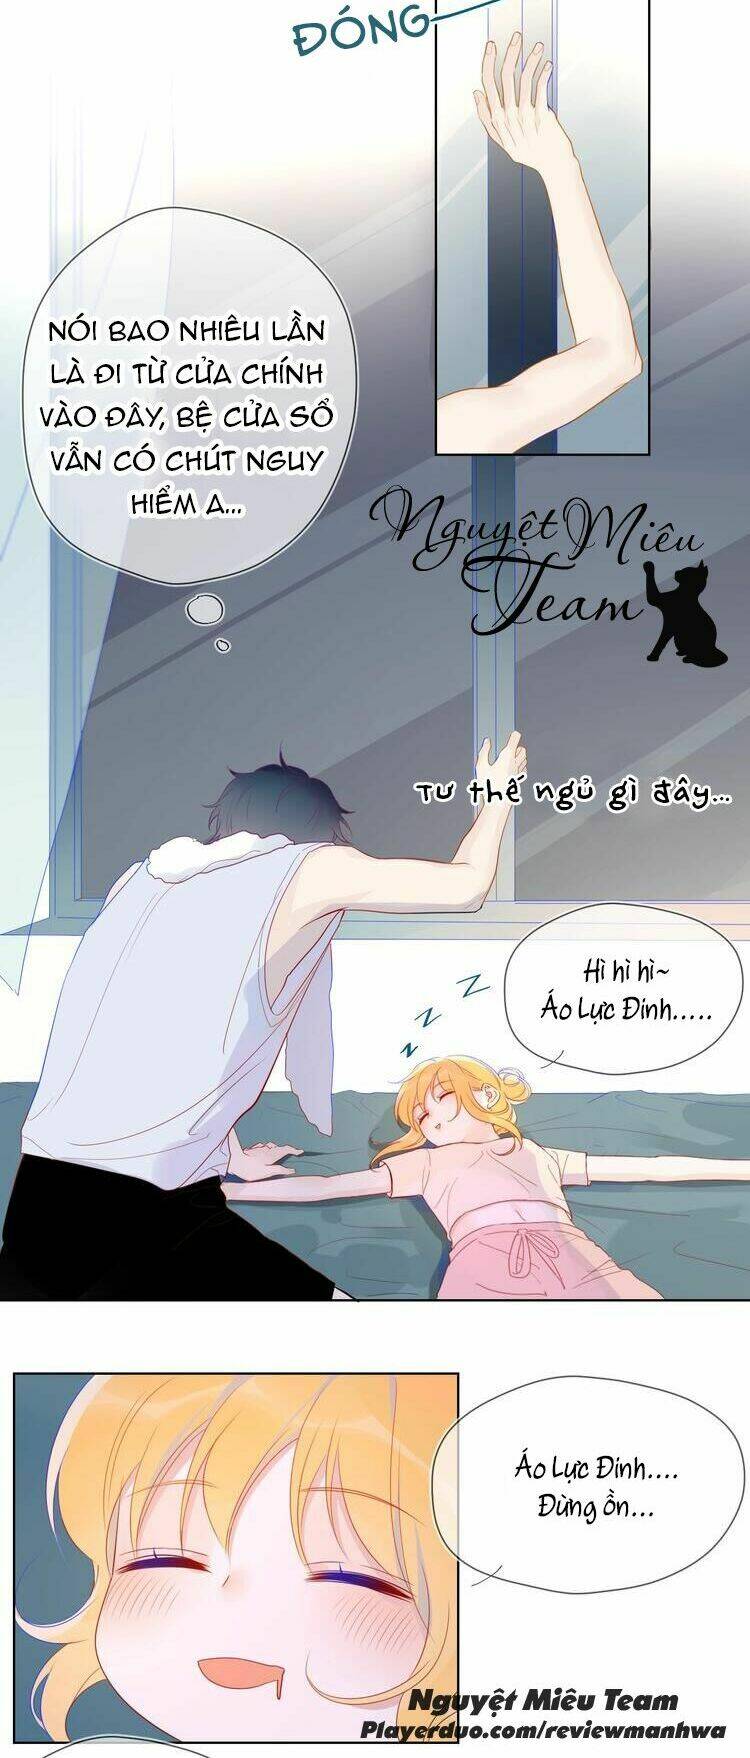 ĐÓNG
NÓI BAO NHIÊU LẦN
LÀ ĐI TỪ CỬA CHÍNH
VÀO ĐÂY, BỆ CỬA SỔ
VẪN CÓ CHÚT NGUY
HIỂM A...
Nguyệt Miêu
Team
Tư thế ngủ gì đây...
Hì hì hì~
Áo Lực Đinh.....
z z z
Áo Lực Đinh....
Đừng ồn...
Nguyệt Miêu Team
Playerduo.com/reviewmanhwa